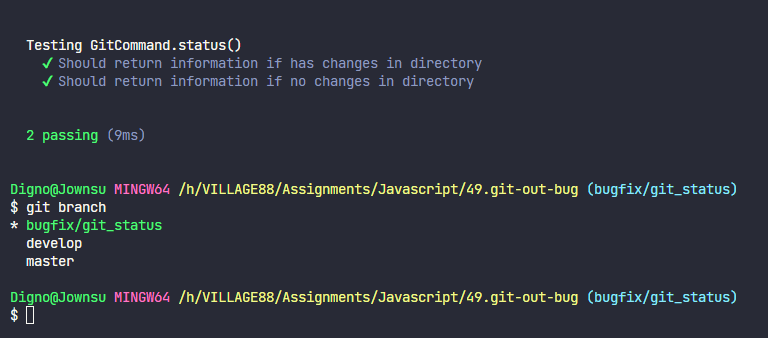 Testing GitCommand.status()
✓ Should return information if has changes in directory
✓ Should return information if no changes in directory
2 passing (9ms)
Digno@Jownsu MINGW64 /h/VILLAGE88/Assignments/Javascript/49.git-out-bug (bugfix/git_status)
$ git branch
* bugfix/git_status
develop
master
Digno@Jownsu MINGW64 /h/VILLAGE88/Assignments/Javascript/49.git-out-bug (bugfix/git_status)
$